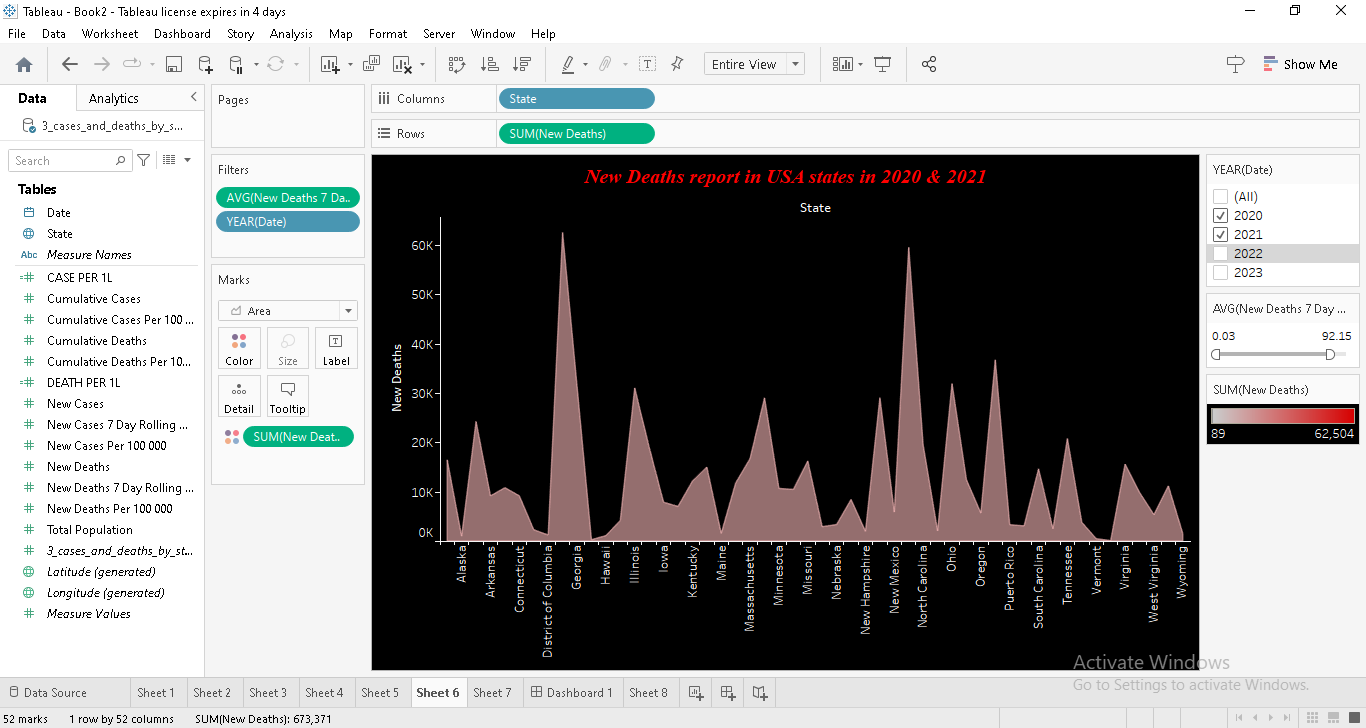 Tableau - Book2 - Tableau license expires in 4 days
File Data Worksheet Dashboard Story Analysis Map Format Server Window Help
Entire View
Show Me
Data Analytics
3_cases_and_deaths_by_s...
Search
Tables
Date
State
Abc Measure Names
CASE PER 1L
Cumulative Cases
Cumulative Cases Per 100 ...
Cumulative Deaths
Cumulative Deaths Per 10...
DEATH PER 1L
New Cases
New Cases 7 Day Rolling ...
New Cases Per 100 000
New Deaths
New Deaths 7 Day Rolling ...
New Deaths Per 100 000
Total Population
3_cases_and_deaths_by_st...
Latitude (generated)
Longitude (generated)
Measure Values
Pages
Filters
AVG(New Deaths 7 Da..
YEAR(Date)
Marks
Area
Color Size Label
Detail Tooltip
SUM(New Deat..
Columns State
Rows SUM(New Deaths)
New Deaths report in USA states in 2020 & 2021
State
New Deaths
60K
50K
40K
30K
20K
10K
0K
Alaska
Arkansas
Connecticut
District of Columbia
Georgia
Hawaii
Illinois
Iowa
Kentucky
Maine
Massachusetts
Minnesota
Missouri
Nebraska
New Hampshire
New Mexico
North Carolina
Ohio
Oregon
Puerto Rico
South Carolina
Tennessee
Vermont
Virginia
West Virginia
Wyoming
YEAR(Date)
(All)
2020
2021
2022
2023
AVG(New Deaths 7 Day ...
0.03 92.15
SUM(New Deaths)
89 62,504
Activate Windows
Go to Settings to activate Windows.
Data Source Sheet 1 Sheet 2 Sheet 3 Sheet 4 Sheet 5 Sheet 6 Sheet 7 Dashboard 1 Sheet 8
52 marks 1 row by 52 columns SUM(New Deaths): 673,371